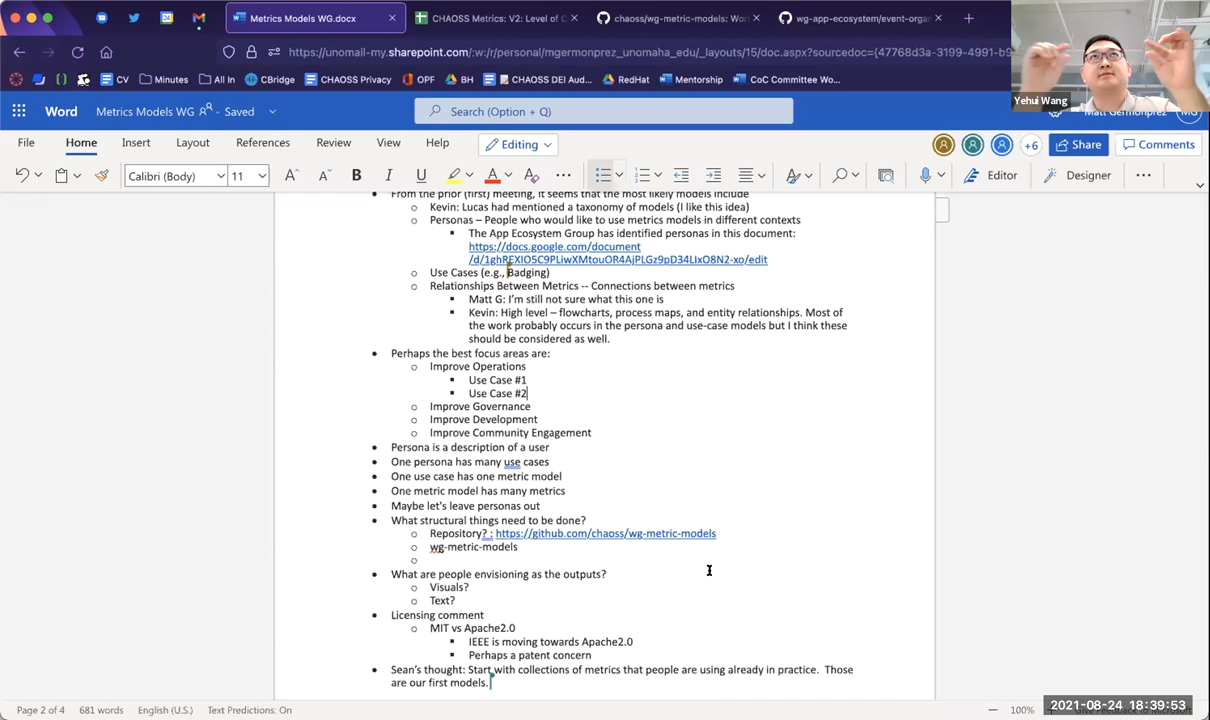 Metrics Models WG.docx
CHAOSS Metrics: V2: Level of C
chaoss/wg-metric-models: Wor
wg-app-ecosystem/event-organ
https://unomail-my.sharepoint.com/:w:/r/personal/mgermonprez_unomaha_edu/_layouts/15/doc.aspx?sourcedoc={47768d3a-3199-4991-b9
CV
Minutes
All In
CBridge
CHAOSS Privacy
OPF
BH
CHAOSS DEI Aud...
RedHat
Mentorship
CoC Committee Wo...
Yehui Wang
Word
Metrics Models WG - Saved
Search (Option + Q)
Matt Germonprez
MG
File Home Insert Layout References Review View Help
Editing
+6
Share
Comments
Calibri (Body)
11
B I U A
Editor
Designer
From the prior (first) meeting, it seems that the most likely models include
Kevin: Lucas had mentioned a taxonomy of models (I like this idea)
Personas – People who would like to use metrics models in different contexts
The App Ecosystem Group has identified personas in this document:
https://docs.google.com/document
/d/1ghRFXIO5C9PLiwXMtouOR4AjPLGz9pD34LIxO8N2-xo/edit
Use Cases (e.g., Badging)
Relationships Between Metrics -- Connections between metrics
Matt G: I'm still not sure what this one is
Kevin: High level – flowcharts, process maps, and entity relationships. Most of
the work probably occurs in the persona and use-case models but I think these
should be considered as well.
Perhaps the best focus areas are:
Improve Operations
Use Case #1
Use Case #2
Improve Governance
Improve Development
Improve Community Engagement
Persona is a description of a user
One persona has many use cases
One use case has one metric model
One metric model has many metrics
Maybe let's leave personas out
What structural things need to be done?
Repository? : https://github.com/chaoss/wg-metric-models
wg-metric-models
What are people envisioning as the outputs?
Visuals?
Text?
Licensing comment
MIT vs Apache2.0
IEEE is moving towards Apache2.0
Perhaps a patent concern
Sean's thought: Start with collections of metrics that people are using already in practice. Those
are our first models.
Page 2 of 4
681 words
English (U.S.)
Text Predictions: On
100%
2021-08-24 18:39:53